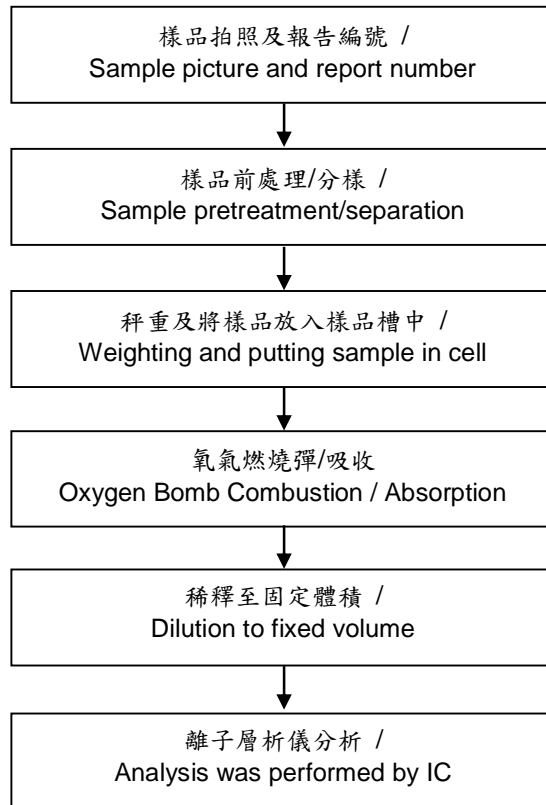 樣品拍照及報告編號 /
Sample picture and report number
樣品前處理/分樣 /
Sample pretreatment/separation
秤重及將樣品放入樣品槽中 /
Weighting and putting sample in cell
氧氣燃燒彈/吸收
Oxygen Bomb Combustion / Absorption
稀釋至固定體積 /
Dilution to fixed volume
離子層析儀分析 /
Analysis was performed by IC